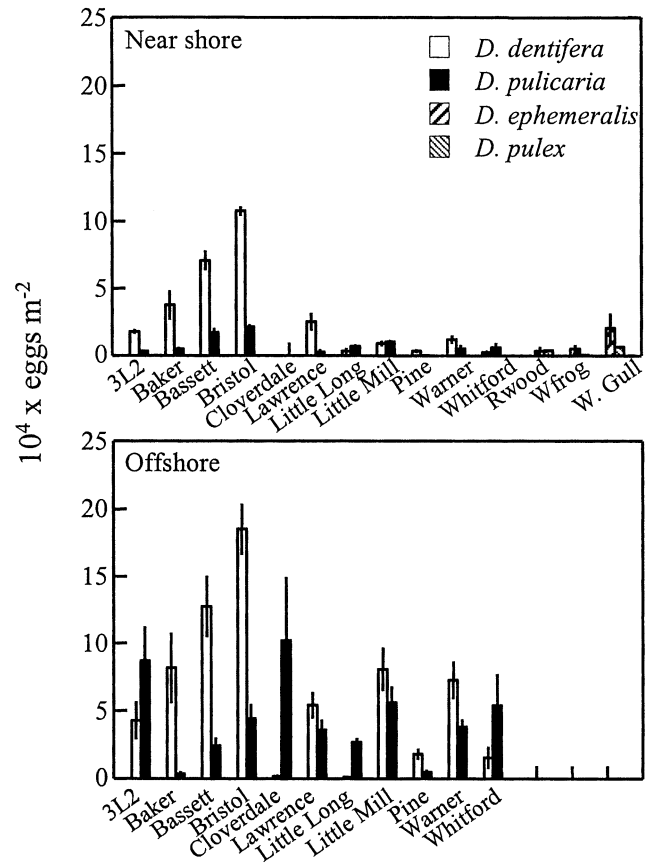 25
Near shore
D. dentifera
D. pulicaria
D. ephemeralis
D. pulex
20
15
10
5
0
3L2
Baker
Bassett
Bristol
Cloverdale
Lawrence
Little Long
Little Mill
Pine
Warner
Whitford
Rwood
Wfrog
W. Gull
10⁴ x eggs m⁻²
25
Offshore
20
15
10
5
0
3L2
Baker
Bassett
Bristol
Cloverdale
Lawrence
Little Long
Little Mill
Pine
Warner
Whitford